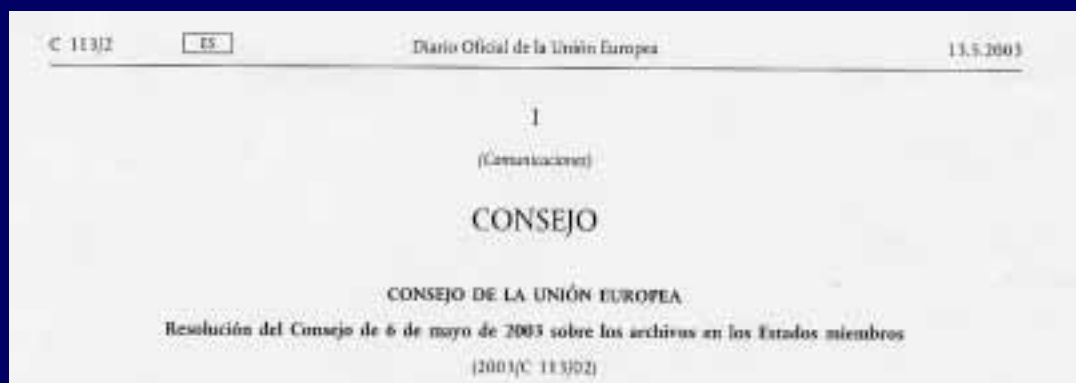 C 113/2 ES Diario Oficial de la Unión Europea 13.5.2003
I
(Comunicaciones)
CONSEJO
CONSEJO DE LA UNIÓN EUROPEA
Resolución del Consejo de 6 de mayo de 2003 sobre los archivos en los Estados miembros
(2003/C 113/02)